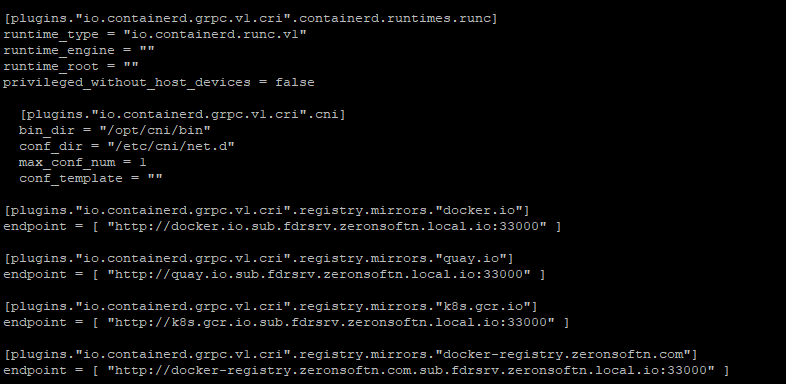 [plugins."io.containerd.grpc.v1.cri".containerd.runtimes.runc]
runtime_type = "io.containerd.runc.v1"
runtime_engine = ""
runtime_root = ""
privileged_without_host_devices = false
[plugins."io.containerd.grpc.v1.cri".cni]
bin_dir = "/opt/cni/bin"
conf_dir = "/etc/cni/net.d"
max_conf_num = 1
conf_template = ""
[plugins."io.containerd.grpc.v1.cri".registry.mirrors."docker.io"]
endpoint = [ "http://docker.io.sub.fdrsrv.zeronsoftn.local.io:33000" ]
[plugins."io.containerd.grpc.v1.cri".registry.mirrors."quay.io"]
endpoint = [ "http://quay.io.sub.fdrsrv.zeronsoftn.local.io:33000" ]
[plugins."io.containerd.grpc.v1.cri".registry.mirrors."k8s.gcr.io"]
endpoint = [ "http://k8s.gcr.io.sub.fdrsrv.zeronsoftn.local.io:33000" ]
[plugins."io.containerd.grpc.v1.cri".registry.mirrors."docker-registry.zeronsoftn.com"]
endpoint = [ "http://docker-registry.zeronsoftn.com.sub.fdrsrv.zeronsoftn.local.io:33000" ]